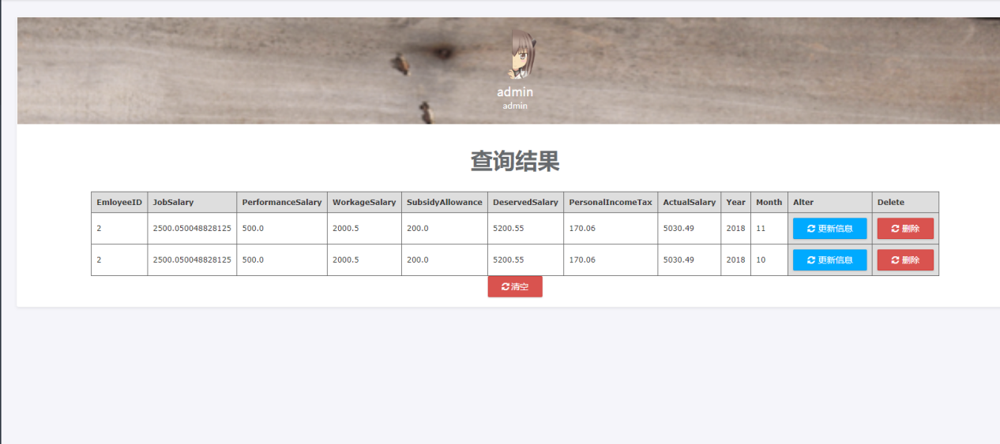 admin
admin
查询结果
EmloyeeID JobSalary PerformanceSalary WorkageSalary SubsidyAllowance DeservedSalary PersonalIncomeTax ActualSalary Year Month Alter Delete
2 2500.050048828125 500.0 2000.5 200.0 5200.55 170.06 5030.49 2018 11 更新信息 删除
2 2500.050048828125 500.0 2000.5 200.0 5200.55 170.06 5030.49 2018 10 更新信息 删除
清空